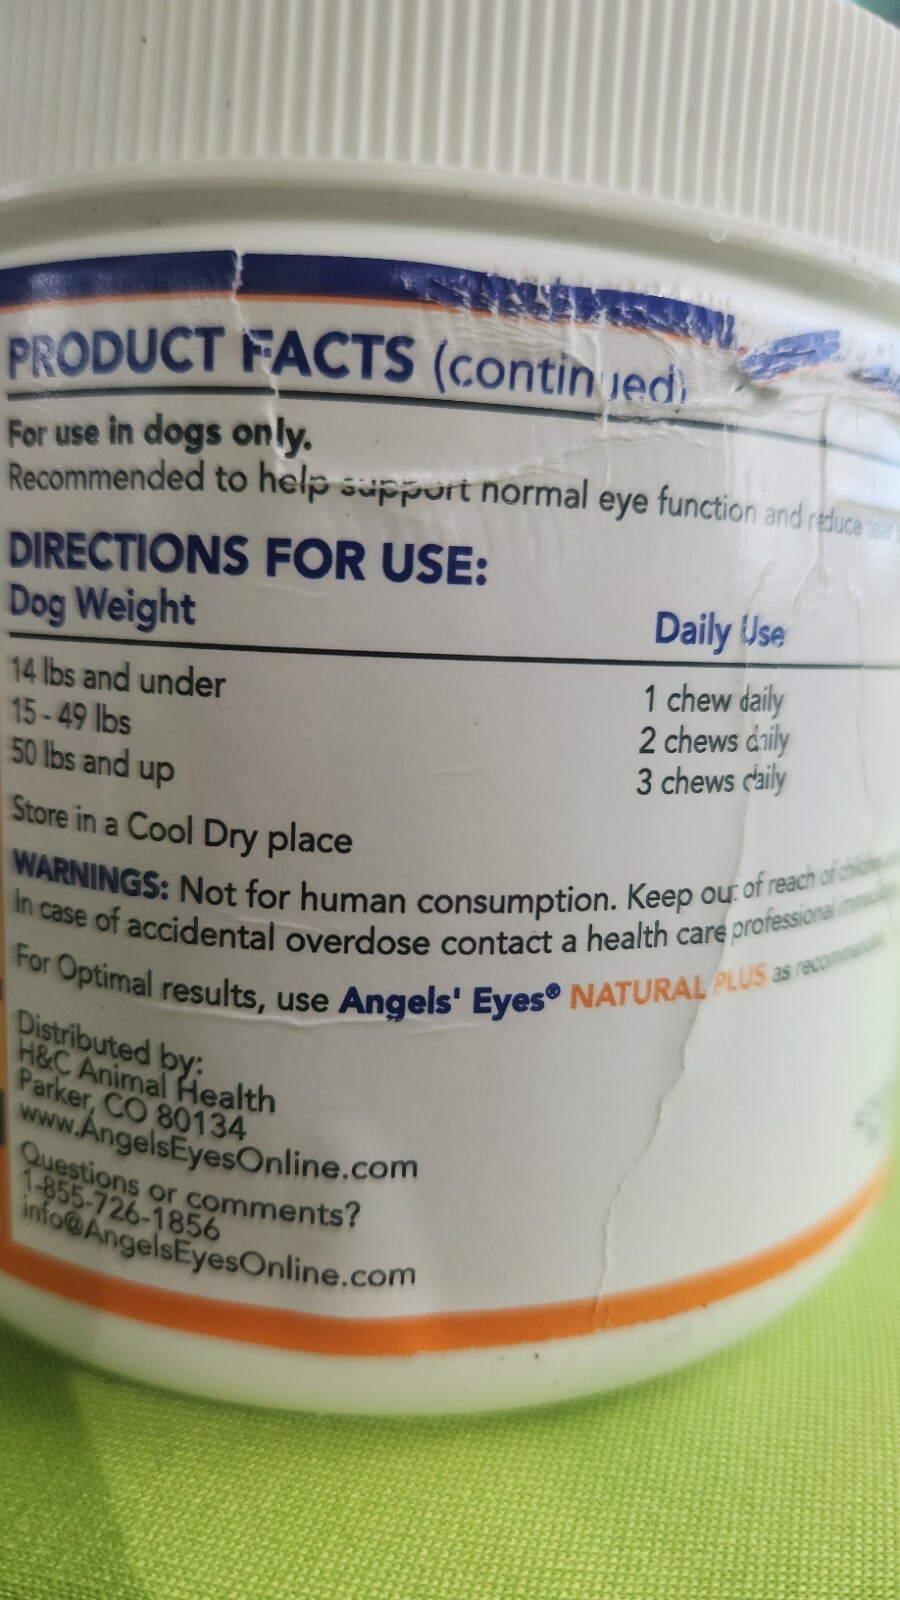 PRODUCT FACTS (continued)
For use in dogs only.
Recommended to help support normal eye function and reduce tear
DIRECTIONS FOR USE:
Dog Weight Daily Use
14 lbs and under 1 chew daily
15 - 49 lbs 2 chews daily
50 lbs and up 3 chews daily
Store in a Cool Dry place
WARNINGS: Not for human consumption. Keep out of reach of
In case of accidental overdose contact a health care professional
For Optimal results, use Angels' Eyes® NATURAL PLUS as
Distributed by:
H&C Animal Health
Parker, CO 80134
www.AngelsEyesOnline.com
Questions or comments?
1-855-726-1856
info@AngelsEyesOnline.com